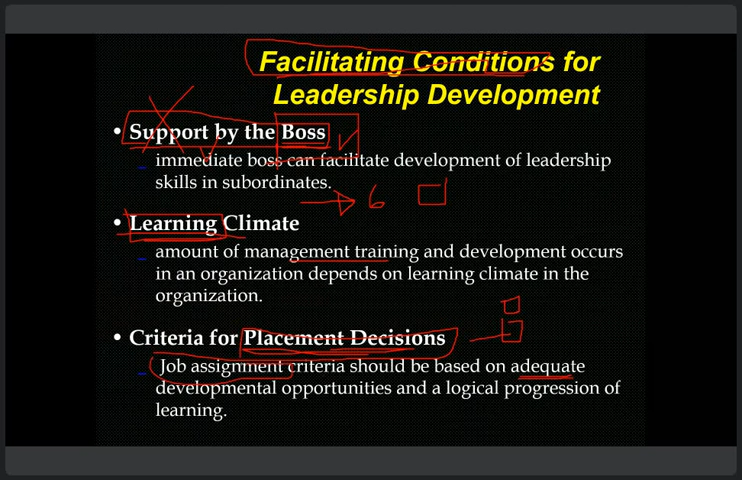 Facilitating Conditions for
Leadership Development
• Support by the Boss
– immediate boss can facilitate development of leadership
skills in subordinates.
6
• Learning Climate
– amount of management training and development occurs
in an organization depends on learning climate in the
organization.
• Criteria for Placement Decisions
– Job assignment criteria should be based on adequate
developmental opportunities and a logical progression of
learning.